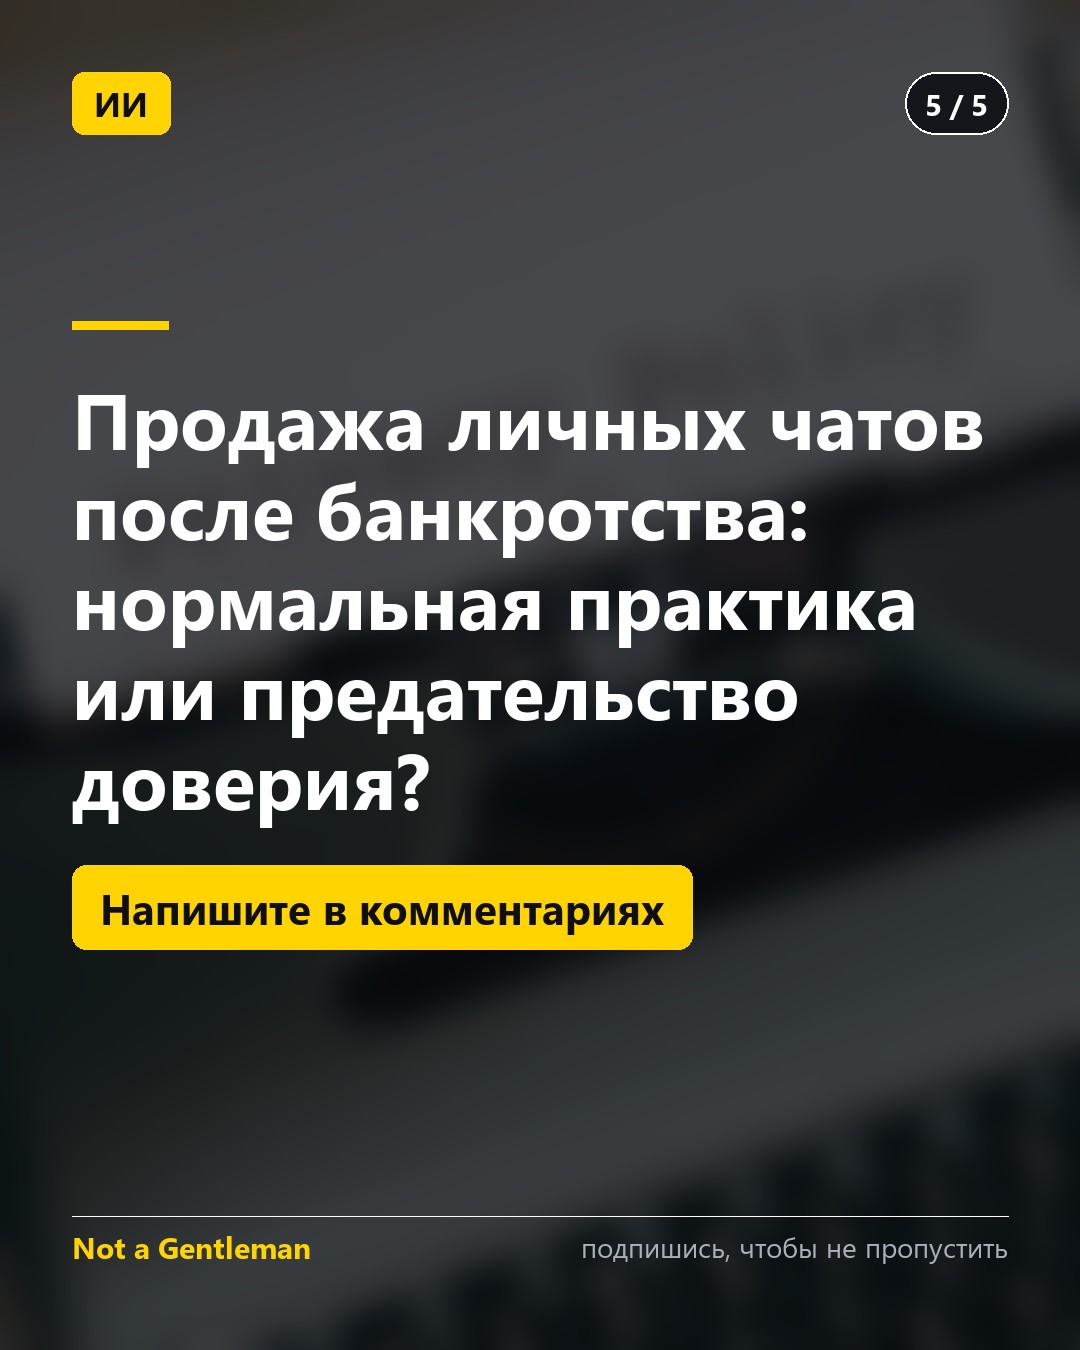 ИИ
5 / 5
Продажа личных чатов
после банкротства:
нормальная практика
или предательство
доверия?
Напишите в комментариях
Not a Gentleman
подпишись, чтобы не пропустить